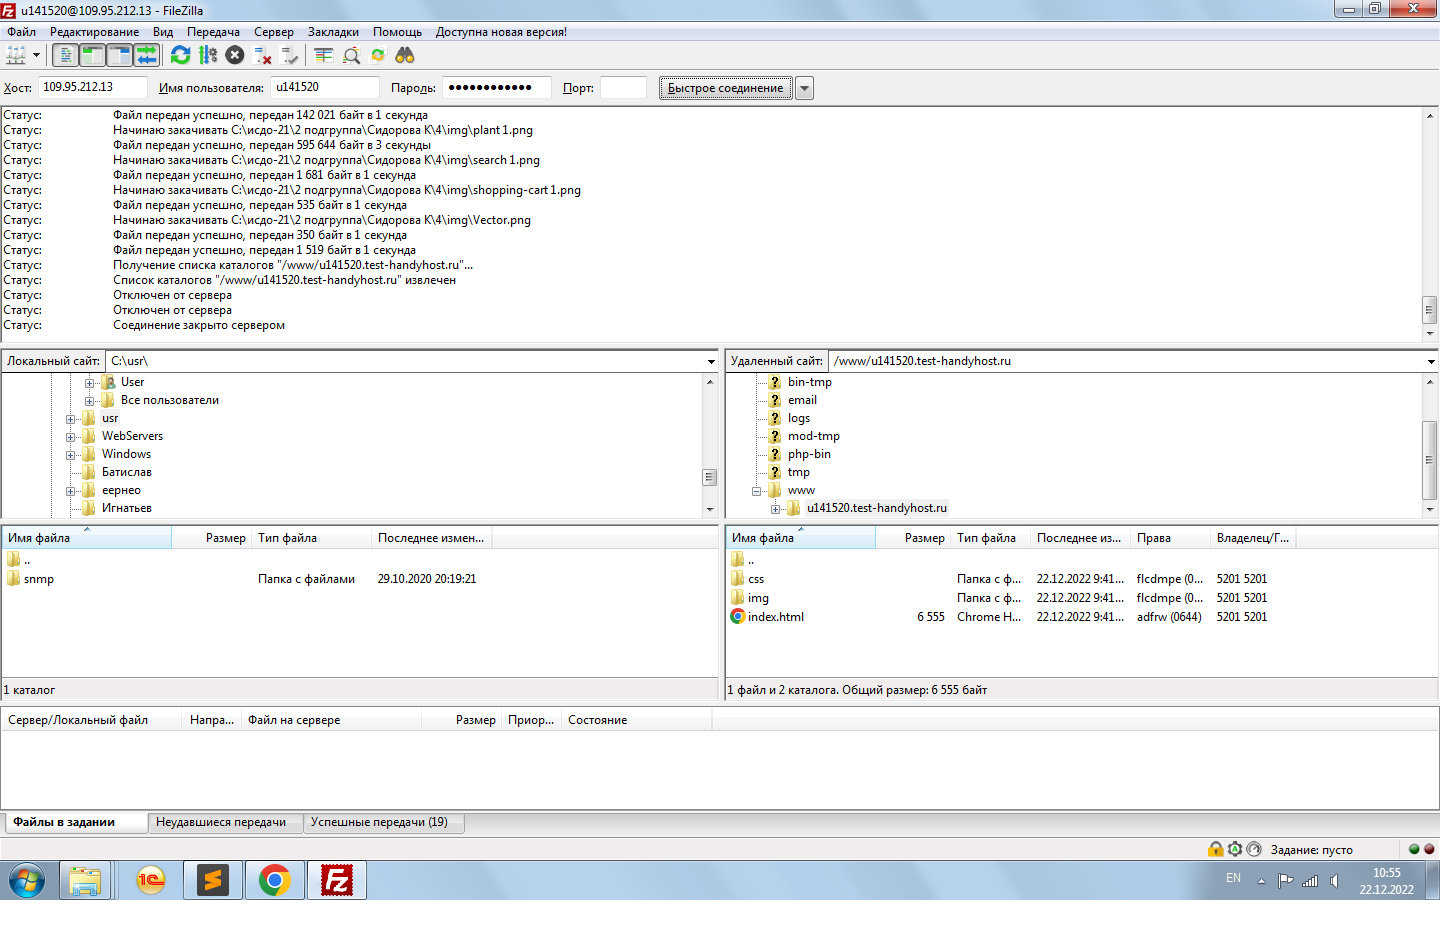 u141520@109.95.212.13 - FileZilla
Файл Редактирование Вид Передача Сервер Закладки Помощь Доступна новая версия!
Хост: 109.95.212.13 Имя пользователя: u141520 Пароль: ●●●●●●●●●●●● Порт: Быстрое соединение
Статус: Файл передан успешно, передан 142 021 байт в 1 секунда
Статус: Начинаю закачивать C:\исдо-21\2 подгруппа\Сидорова К\4\img\plant 1.png
Статус: Файл передан успешно, передан 595 644 байт в 3 секунды
Статус: Начинаю закачивать C:\исдо-21\2 подгруппа\Сидорова К\4\img\search 1.png
Статус: Файл передан успешно, передан 1 681 байт в 1 секунда
Статус: Начинаю закачивать C:\исдо-21\2 подгруппа\Сидорова К\4\img\shopping-cart 1.png
Статус: Файл передан успешно, передан 535 байт в 1 секунда
Статус: Начинаю закачивать C:\исдо-21\2 подгруппа\Сидорова К\4\img\Vector.png
Статус: Файл передан успешно, передан 350 байт в 1 секунда
Статус: Файл передан успешно, передан 1 519 байт в 1 секунда
Статус: Получение списка каталогов "/www/u141520.test-handyhost.ru"...
Статус: Список каталогов "/www/u141520.test-handyhost.ru" извлечен
Статус: Отключен от сервера
Статус: Отключен от сервера
Статус: Соединение закрыто сервером
Локальный сайт: C:\usr\
User
Все пользователи
usr
WebServers
Windows
Батислав
еернео
Игнатьев
Удаленный сайт: /www/u141520.test-handyhost.ru
bin-tmp
email
logs
mod-tmp
php-bin
tmp
www
u141520.test-handyhost.ru
Имя файла Размер Тип файла Последнее измен...
..
snmp Папка с файлами 29.10.2020 20:19:21
1 каталог
Имя файла Размер Тип файла Последнее из... Права Владелец/Г...
..
css Папка с ф... 22.12.2022 9:41... flcdmpe (0... 5201 5201
img Папка с ф... 22.12.2022 9:41... flcdmpe (0... 5201 5201
index.html 6 555 Chrome H... 22.12.2022 9:41... adfrw (0644) 5201 5201
1 файл и 2 каталога. Общий размер: 6 555 байт
Сервер/Локальный файл Напра... Файл на сервере Размер Приор... Состояние
Файлы в задании Неудавшиеся передачи Успешные передачи (19)
Задание: пусто
EN 10:55
22.12.2022